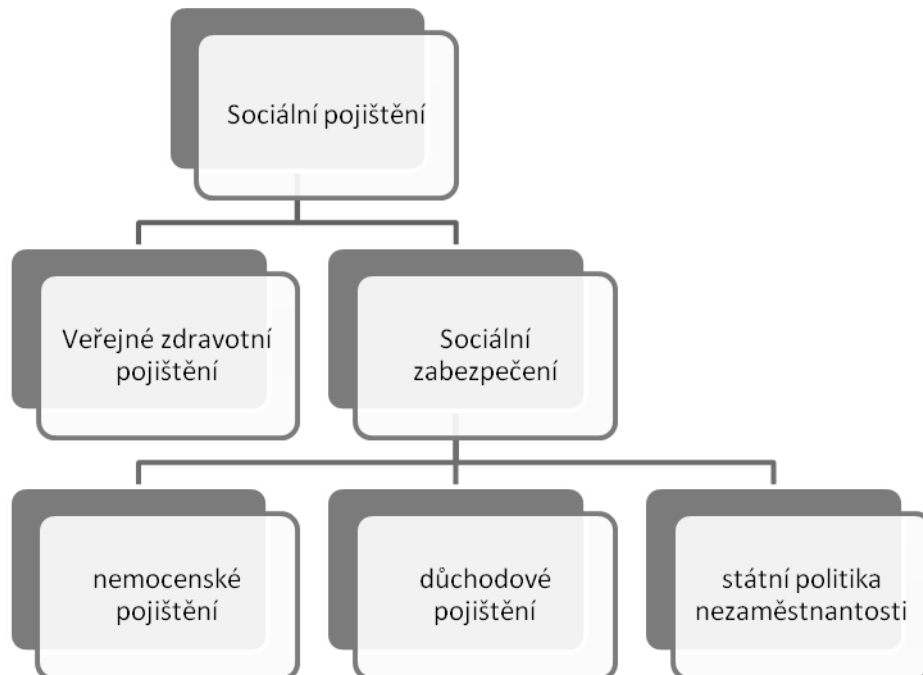 Sociální pojištění
Veřejné zdravotní
pojištění
Sociální
zabezpečení
nemocenské
pojištění
důchodové
pojištění
státní politika
nezaměstnantosti